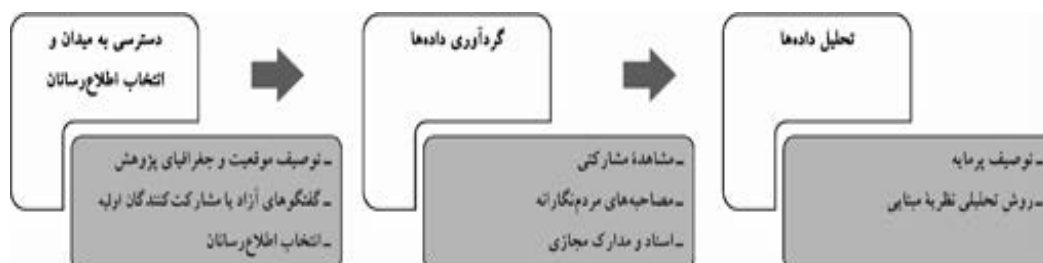 دسترسی به میدان و
انتخاب اطلاع‌رسانان
ـ توصیف موقعیت و جغرافیای پژوهش
ـ گفتگوهای آزاد با مشارکت‌کنندگان اولیه
ـ انتخاب اطلاع‌رسانان
گردآوری داده‌ها
ـ مشاهدۀ مشارکتی
ـ مصاحبه‌های مردم‌نگارانه
ـ اسناد و مدارک مجازی
تحلیل داده‌ها
ـ توصیف پرمایه
ـ روش تحلیلی نظریۀ مبنایی